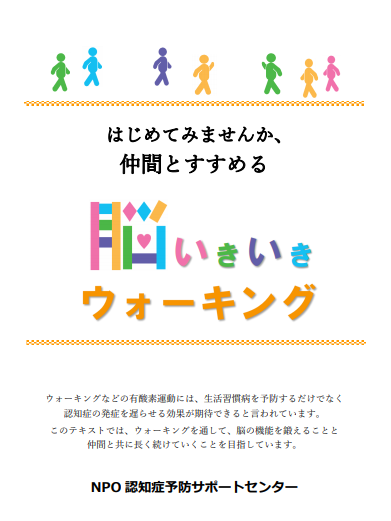 はじめてみませんか、
仲間とすすめる
脳いきいき
ウォーキング
ウォーキングなどの有酸素運動には、生活習慣病を予防するだけでなく
認知症の発症を遅らせる効果が期待できると言われています。
このテキストでは、ウォーキングを通して、脳の機能を鍛えることと
仲間と共に長く続けていくことを目指しています。
NPO 認知症予防サポートセンター